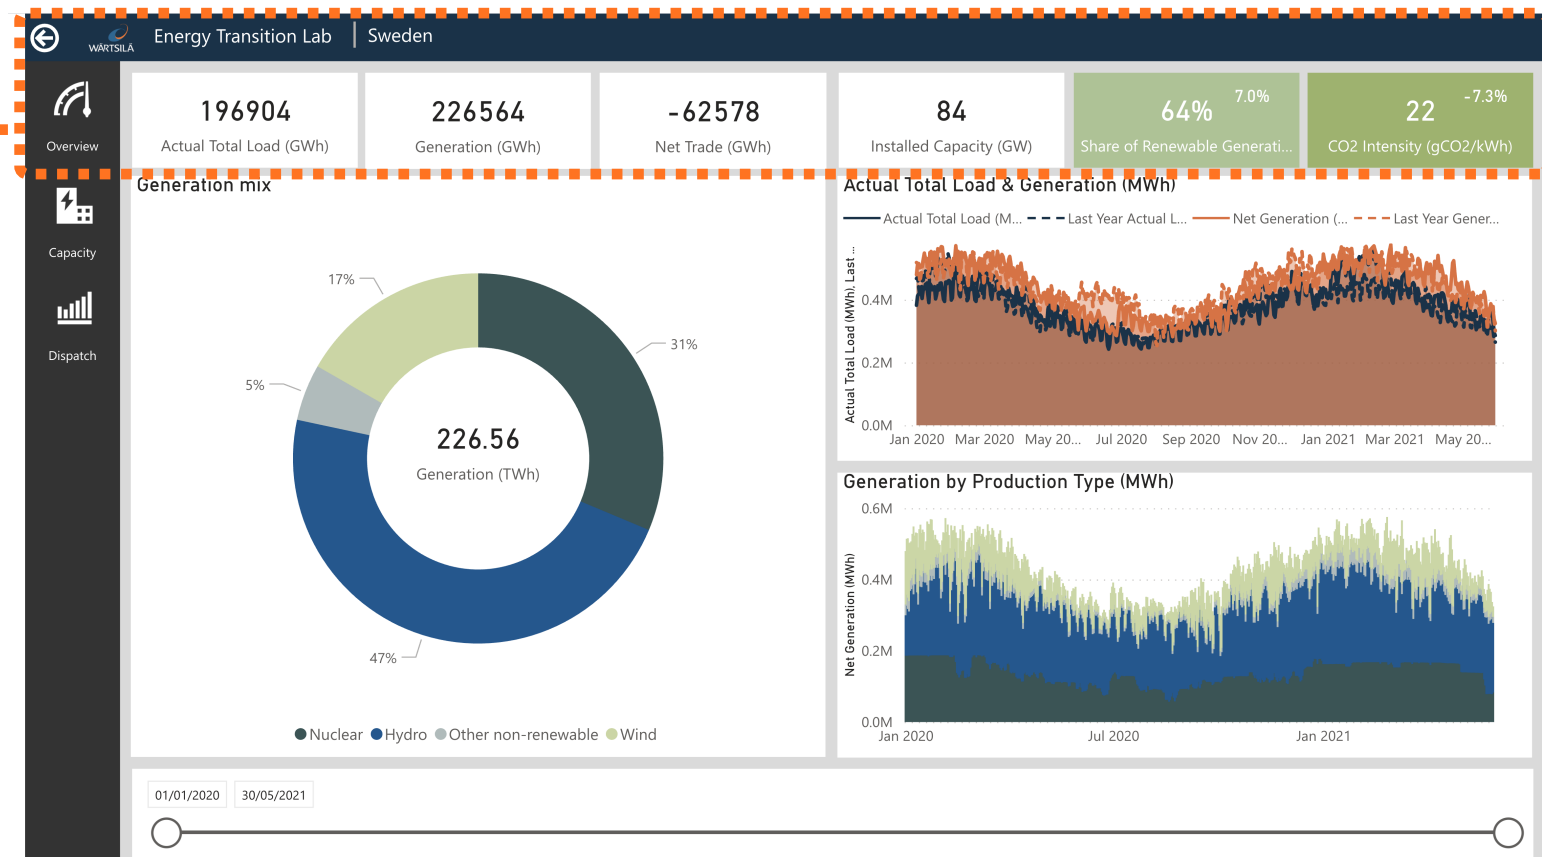 WÄRTSILÄ
Energy Transition Lab
Sweden
Overview
Capacity
Dispatch
196904
Actual Total Load (GWh)
226564
Generation (GWh)
-62578
Net Trade (GWh)
84
Installed Capacity (GW)
64%
7.0%
Share of Renewable Generati...
22
-7.3%
CO2 Intensity (gCO2/kWh)
Generation mix
17%
31%
5%
226.56
Generation (TWh)
47%
Nuclear Hydro Other non-renewable Wind
Actual Total Load & Generation (MWh)
Actual Total Load (M... Last Year Actual L... Net Generation (... Last Year Gener...
Actual Total Load (MWh), Last ...
0.4M
0.2M
0.0M
Jan 2020 Mar 2020 May 20... Jul 2020 Sep 2020 Nov 20... Jan 2021 Mar 2021 May 20...
Generation by Production Type (MWh)
Net Generation (MWh)
0.6M
0.4M
0.2M
0.0M
Jan 2020 Jul 2020 Jan 2021
01/01/2020 30/05/2021